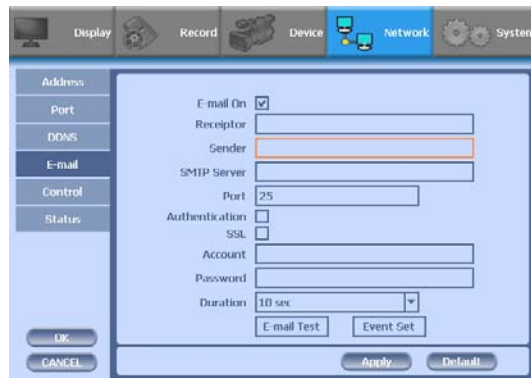 Display Record Device Network System
Address
Port
DDNS
E-mail
Control
Status
OK
CANCEL
E-mail On
Receiptor
Sender
SMTP Server
Port 25
Authentication
SSL
Account
Password
Duration 10 sec
E-mail Test Event Set
Apply Default